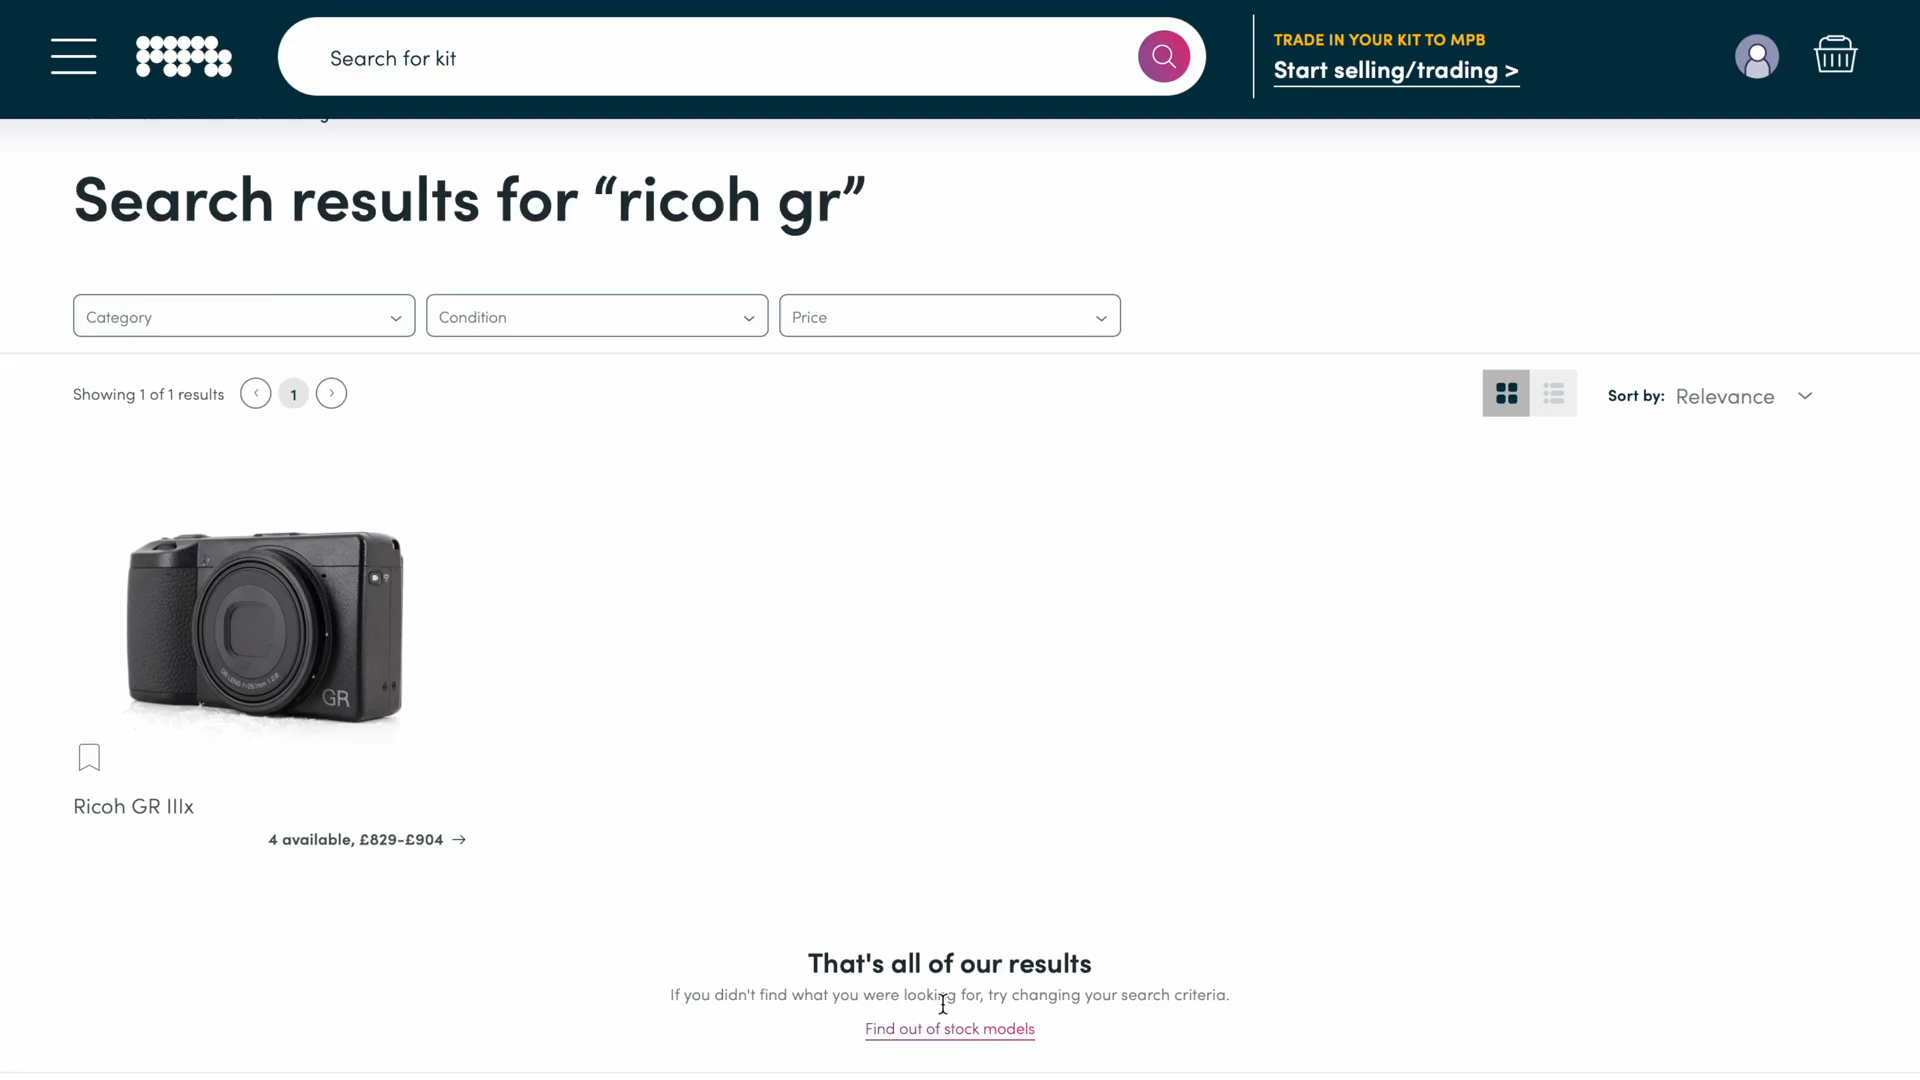 Search for kit
TRADE IN YOUR KIT TO MPB
Start selling/trading >
Search results for “ricoh gr”
Category
Condition
Price
Showing 1 of 1 results
1
Sort by: Relevance
GR
Ricoh GR IIIx
4 available, £829-£904 →
That's all of our results
If you didn't find what you were looking for, try changing your search criteria.
Find out of stock models